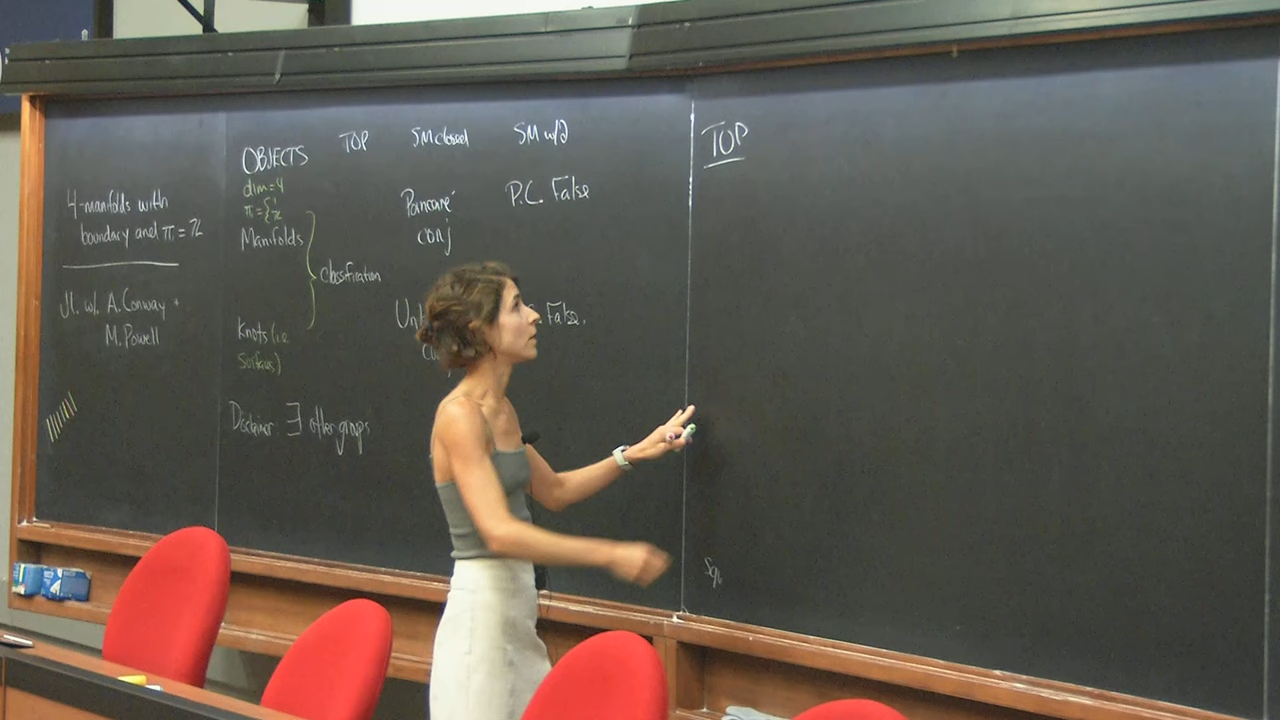 4-manifolds with
boundary and π = ℤ
Jt. w/. A. Conway +
M. Powell
OBJECTS
dim = 4
π = { 1 ℤ
Manifolds
Knots (i.e
Surfaces)
Classification
Disclaimer: ∃ other groups
TOP
SM closed
Poincaré
conj
SM w/∂
P.C. False
False.
TOP